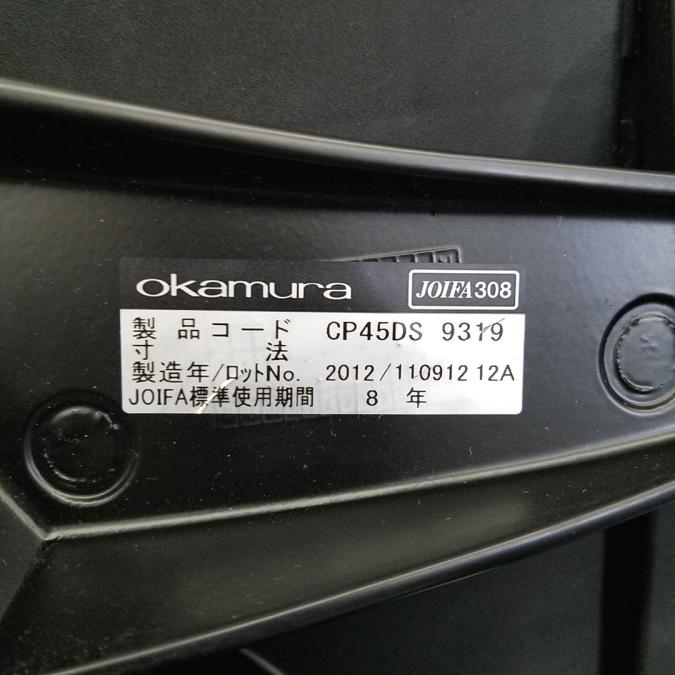 okamura JOIFA308
製品コード CP45DS 9319
寸法
製造年/ロットNo. 2012/110912 12A
JOIFA標準使用期間 8 年